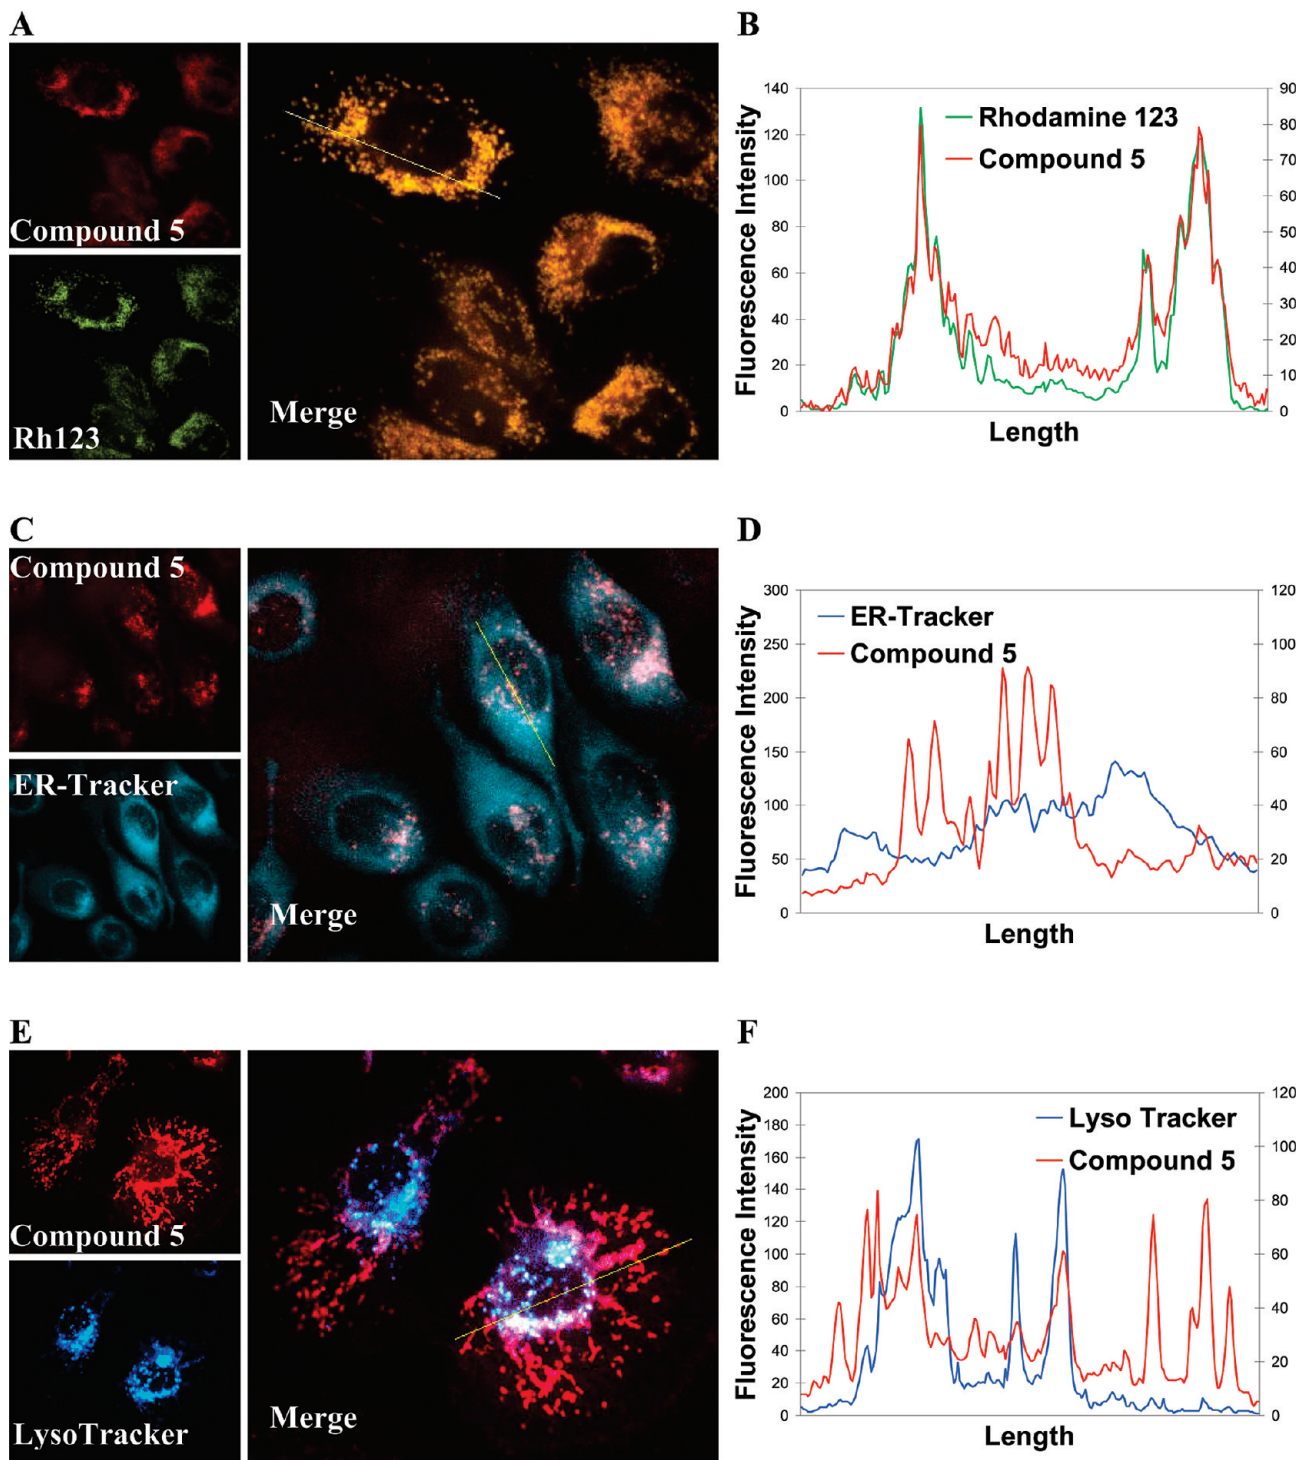 A
Compound 5
Rh123
Merge
B
Fluorescence Intensity
140
120
100
80
60
40
20
0
Rhodamine 123
Compound 5
90
80
70
60
50
40
30
20
10
0
Length
C
Compound 5
ER-Tracker
Merge
D
Fluorescence Intensity
300
250
200
150
100
50
0
ER-Tracker
Compound 5
120
100
80
60
40
20
0
Length
E
Compound 5
LysoTracker
Merge
F
Fluorescence Intensity
200
180
160
140
120
100
80
60
40
20
0
Lyso Tracker
Compound 5
120
100
80
60
40
20
0
Length